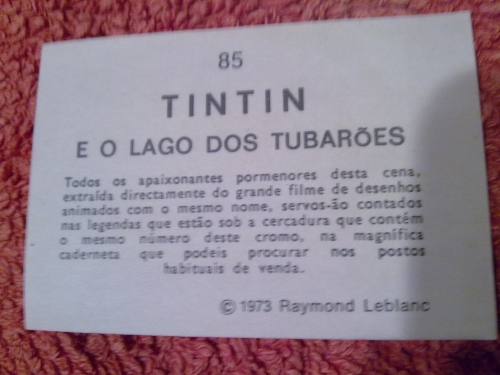 85
TINTIN
E O LAGO DOS TUBARÕES
Todos os apaixonantes pormenores desta cena,
extraída directamente do grande filme de desenhos
animados com o mesmo nome, servos-ão contados
nas legendas que estão sob a cercadura que contém
o mesmo número deste cromo, na magnífica
caderneta que podeis procurar nos postos
habituais de venda.
© 1973 Raymond Leblanc